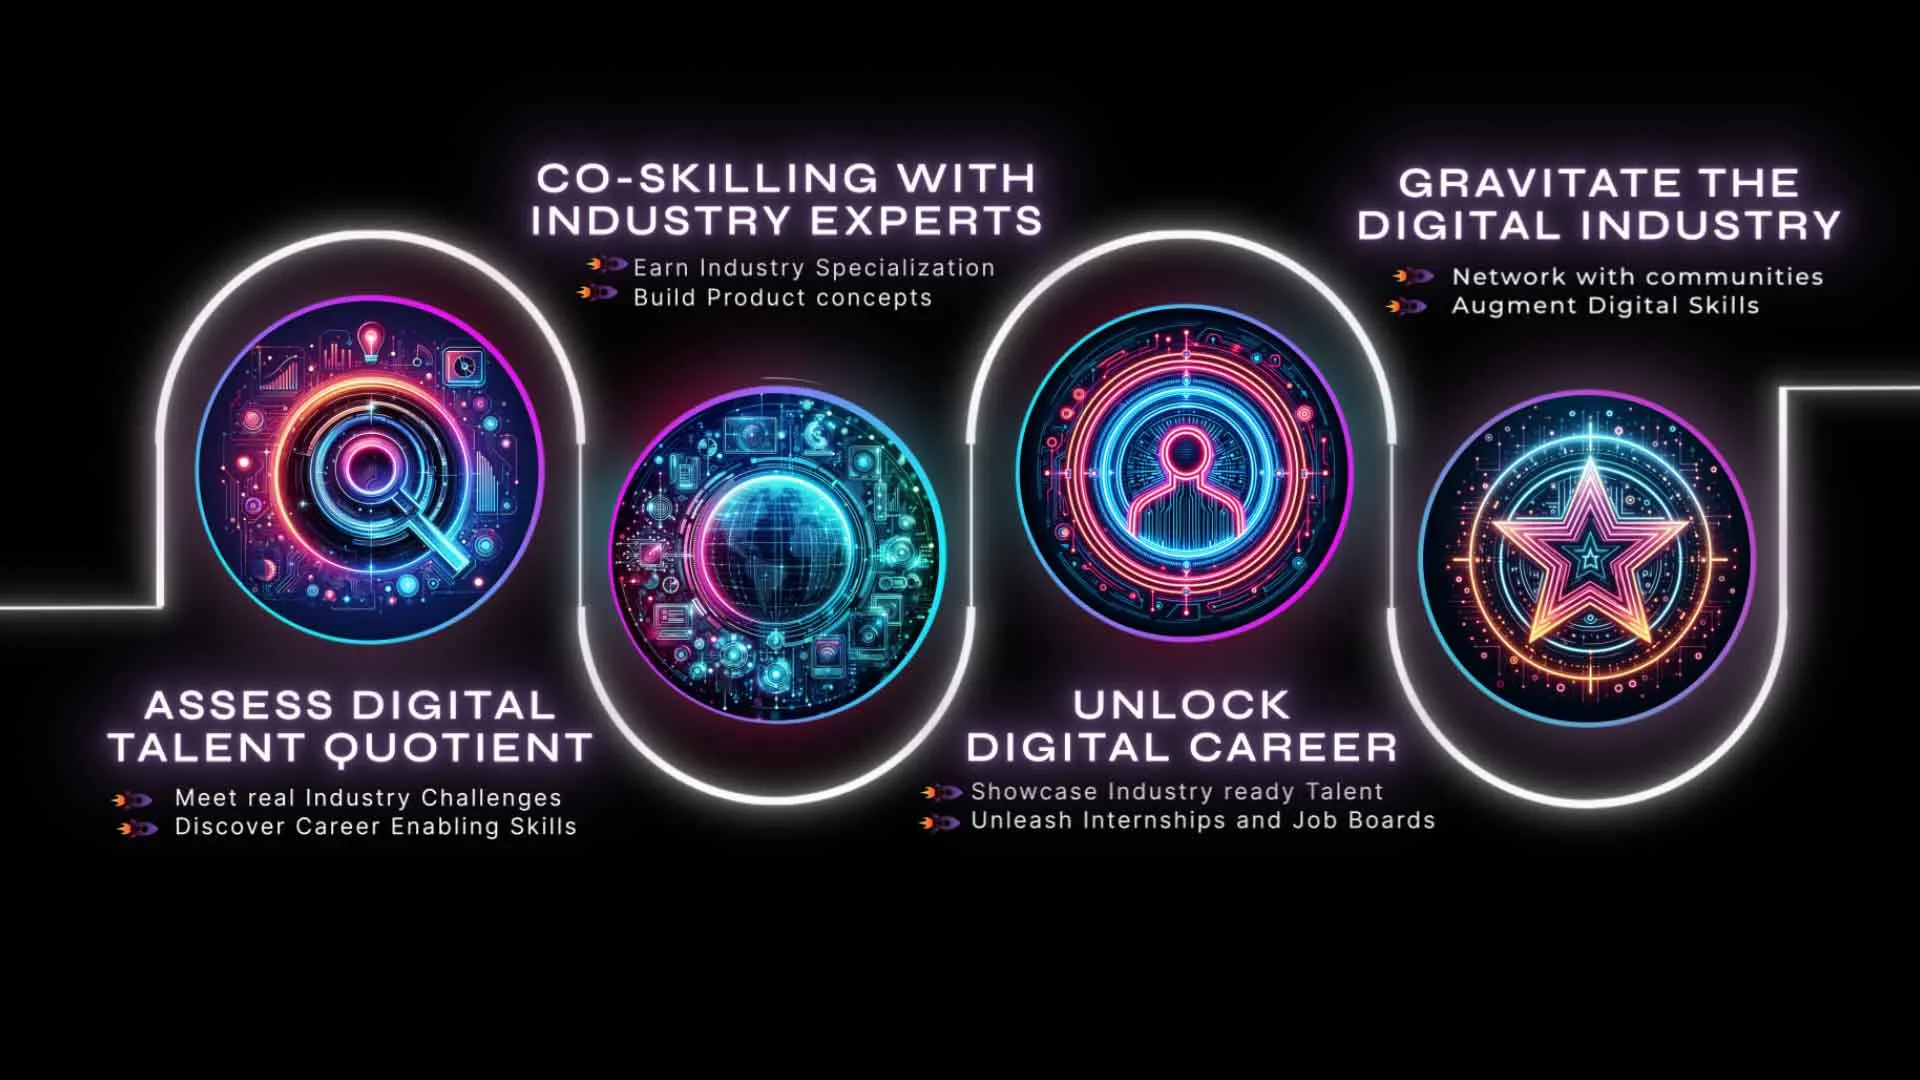 ASSESS DIGITAL
TALENT QUOTIENT
Meet real Industry Challenges
Discover Career Enabling Skills
CO-SKILLING WITH
INDUSTRY EXPERTS
Earn Industry Specialization
Build Product concepts
UNLOCK
DIGITAL CAREER
Showcase Industry ready Talent
Unleash Internships and Job Boards
GRAVITATE THE
DIGITAL INDUSTRY
Network with communities
Augment Digital Skills